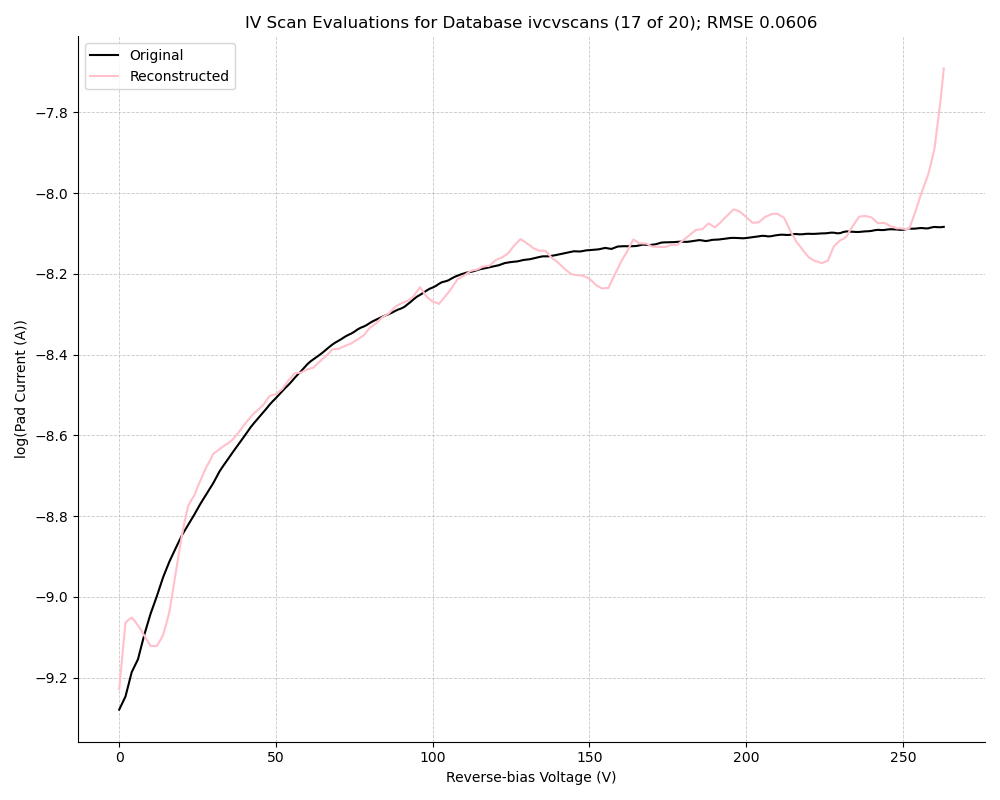 IV Scan Evaluations for Database ivcvscans (17 of 20); RMSE 0.0606
Original
Reconstructed
−7.8
−8.0
−8.2
−8.4
−8.6
−8.8
−9.0
−9.2
log(Pad Current (A))
0
50
100
150
200
250
Reverse-bias Voltage (V)